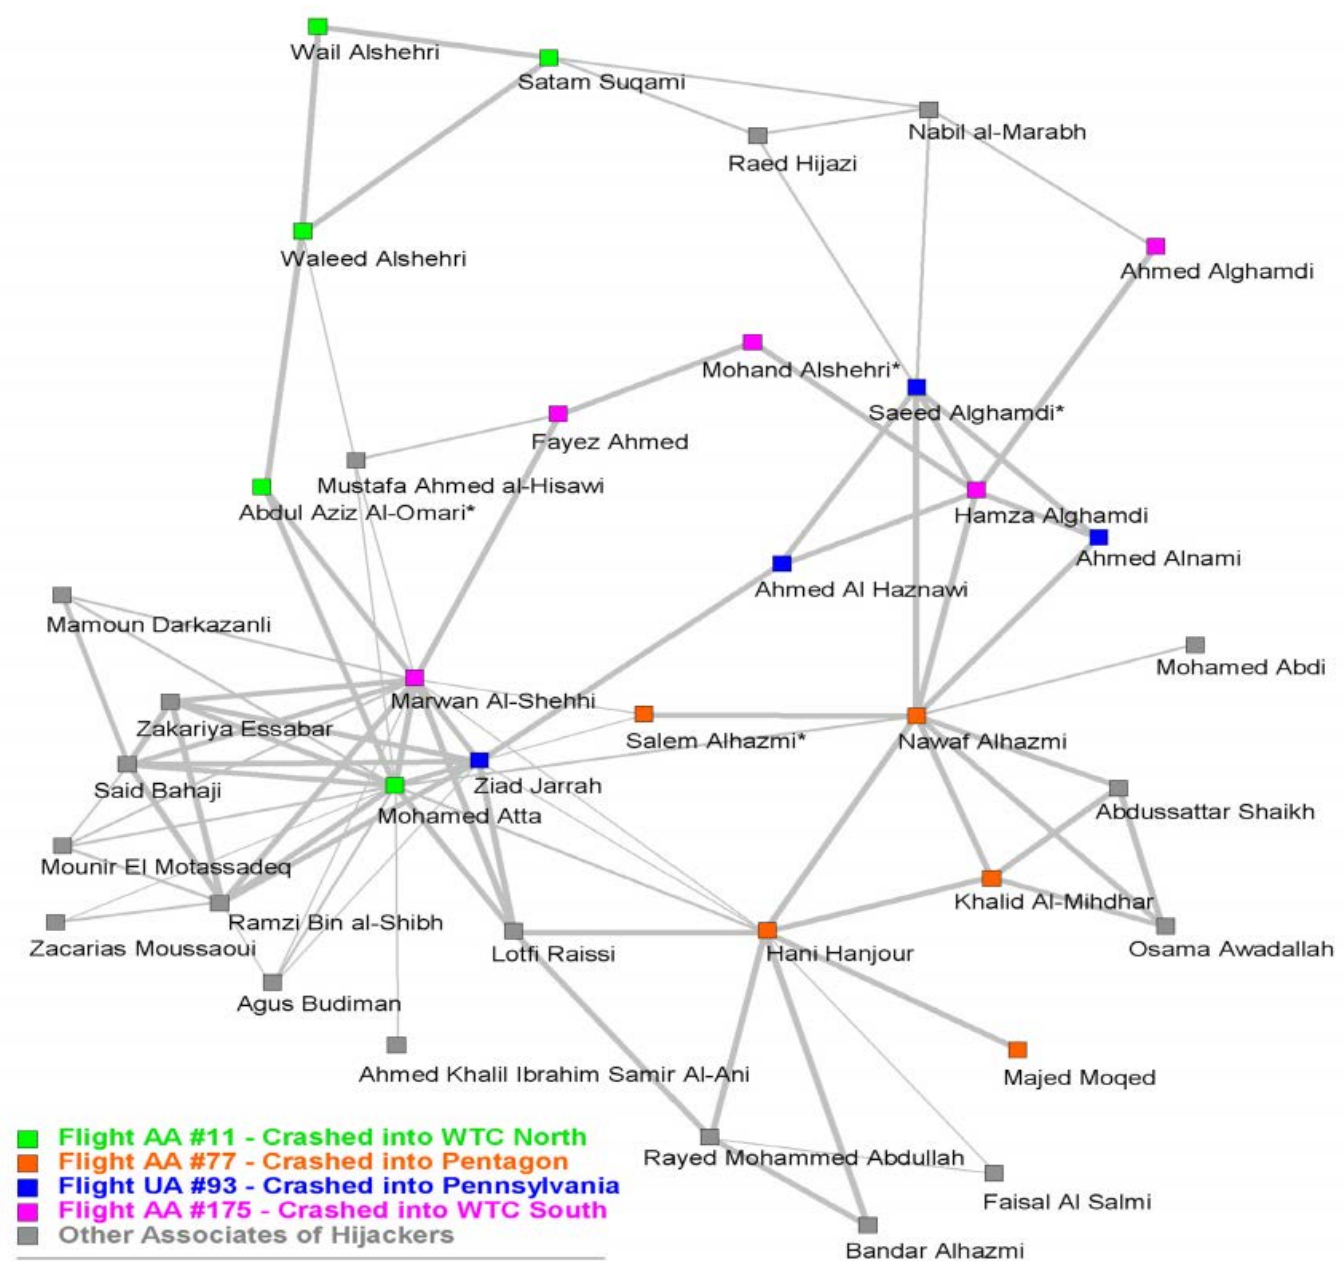 Wail Alshehri
Satam Suqami
Nabil al-Marabh
Raed Hijazi
Waleed Alshehri
Ahmed Alghamdi
Mohand Alshehri*
Saeed Alghamdi*
Fayez Ahmed
Mustafa Ahmed al-Hisawi
Abdul Aziz Al-Omari*
Hamza Alghamdi
Ahmed Alnami
Ahmed Al Haznawi
Mamoun Darkazanli
Mohamed Abdi
Marwan Al-Shehhi
Zakariya Essabar
Salem Alhazmi*
Nawaf Alhazmi
Said Bahaji
Ziad Jarrah
Mohamed Atta
Abdussattar Shaikh
Mounir El Motassadeq
Khalid Al-Mihdhar
Ramzi Bin al-Shibh
Zacarias Moussaoui
Lotfi Raissi
Hani Hanjour
Osama Awadallah
Agus Budiman
Ahmed Khalil Ibrahim Samir Al-Ani
Majed Moqed
Flight AA #11 - Crashed into WTC North
Rayed Mohammed Abdullah
Flight AA #77 - Crashed into Pentagon
Flight UA #93 - Crashed into Pennsylvania
Faisal Al Salmi
Flight AA #175 - Crashed into WTC South
Other Associates of Hijackers
Bandar Alhazmi